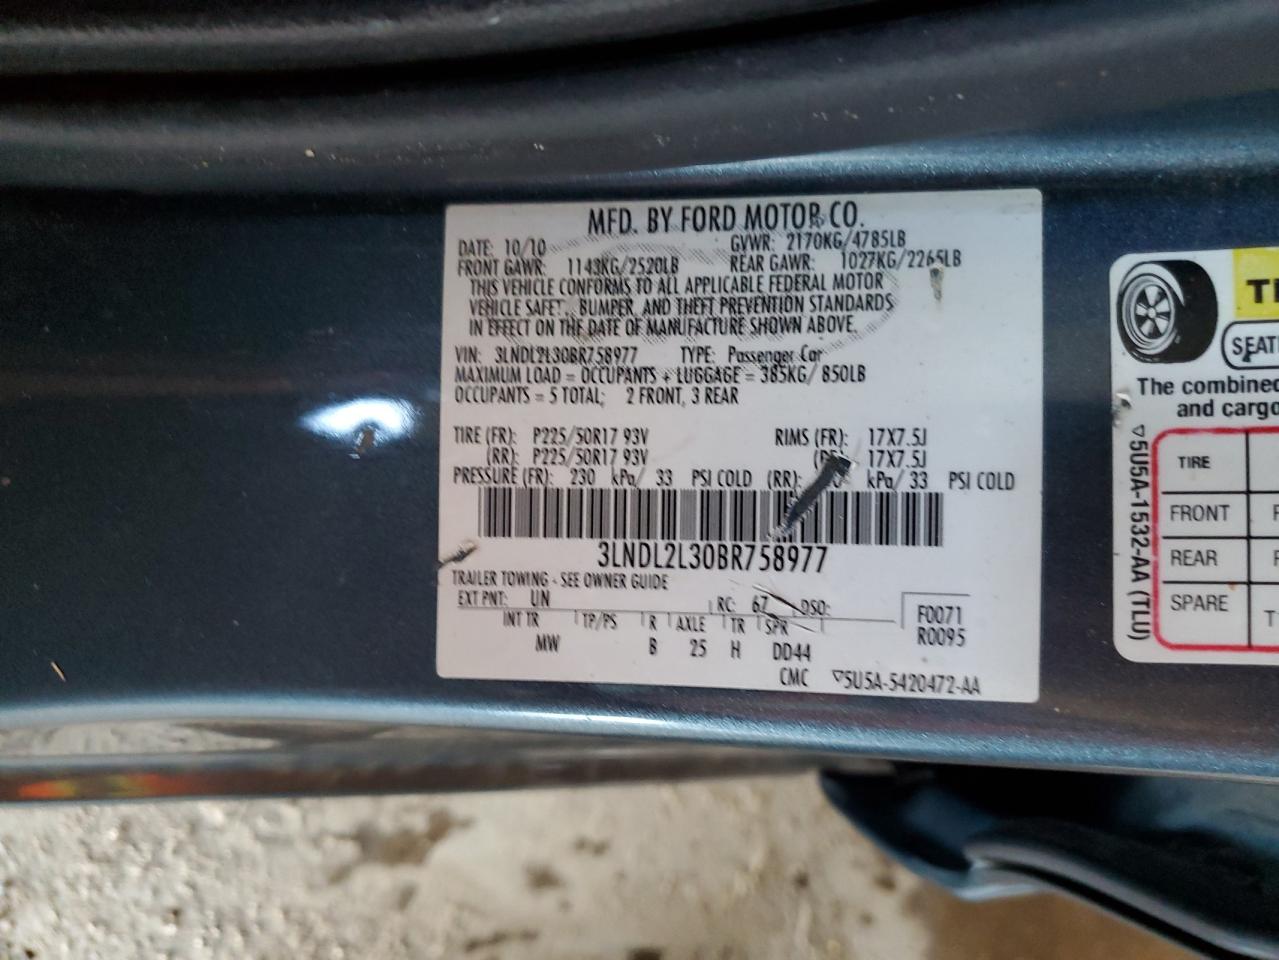 MFD. BY FORD MOTOR CO.
DATE: 10/10 GVWR: 2170KG/4785LB
FRONT GAWR: 1143KG/2520LB REAR GAWR: 1027KG/2265LB
THIS VEHICLE CONFORMS TO ALL APPLICABLE FEDERAL MOTOR
VEHICLE SAFETY, BUMPER, AND THEFT PREVENTION STANDARDS
IN EFFECT ON THE DATE OF MANUFACTURE SHOWN ABOVE.
VIN: 3LNDL2L30BR758977 TYPE: Passenger Car
MAXIMUM LOAD = OCCUPANTS + LUGGAGE = 385KG/ 850LB
OCCUPANTS = 5 TOTAL; 2 FRONT, 3 REAR
TIRE (FR): P225/50R17 93V RIMS (FR): 17X7.5J
(RR): P225/50R17 93V 17X7.5J
PRESSURE (FR): 230 kPa/ 33 PSI COLD (RR): kPa/ 33 PSI COLD
3LNDL2L30BR758977
TRAILER TOWING - SEE OWNER GUIDE
EXT PNT: UN RC: 67 DSO: F0071
INT TR TP/PS R AXLE TR SPR R0095
MW B 25 H DD44
CMC ▽5U5A-5420472-AA
The combined
and cargo
TIRE
FRONT
REAR
SPARE T
▽5U5A-1532-AA (TLU)